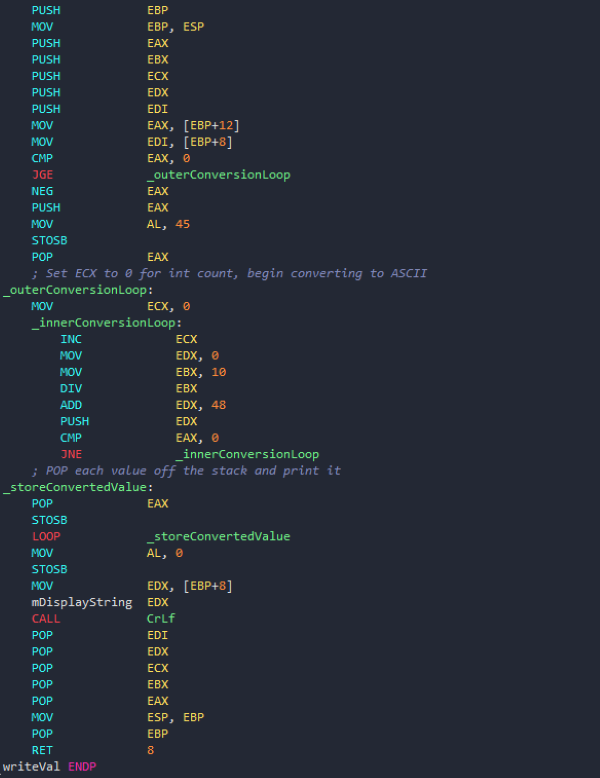 PUSH EBP
MOV EBP, ESP
PUSH EAX
PUSH EBX
PUSH ECX
PUSH EDX
PUSH EDI
MOV EAX, [EBP+12]
MOV EDI, [EBP+8]
CMP EAX, 0
JGE _outerConversionLoop
NEG EAX
PUSH EAX
MOV AL, 45
STOSB
POP EAX
; Set ECX to 0 for int count, begin converting to ASCII
_outerConversionLoop:
MOV ECX, 0
_innerConversionLoop:
INC ECX
MOV EDX, 0
MOV EBX, 10
DIV EBX
ADD EDX, 48
PUSH EDX
CMP EAX, 0
JNE _innerConversionLoop
; POP each value off the stack and print it
_storeConvertedValue:
POP EAX
STOSB
LOOP _storeConvertedValue
MOV AL, 0
STOSB
MOV EDX, [EBP+8]
mDisplayString EDX
CALL CrLf
POP EDI
POP EDX
POP ECX
POP EBX
POP EAX
MOV ESP, EBP
POP EBP
RET 8
writeVal ENDP